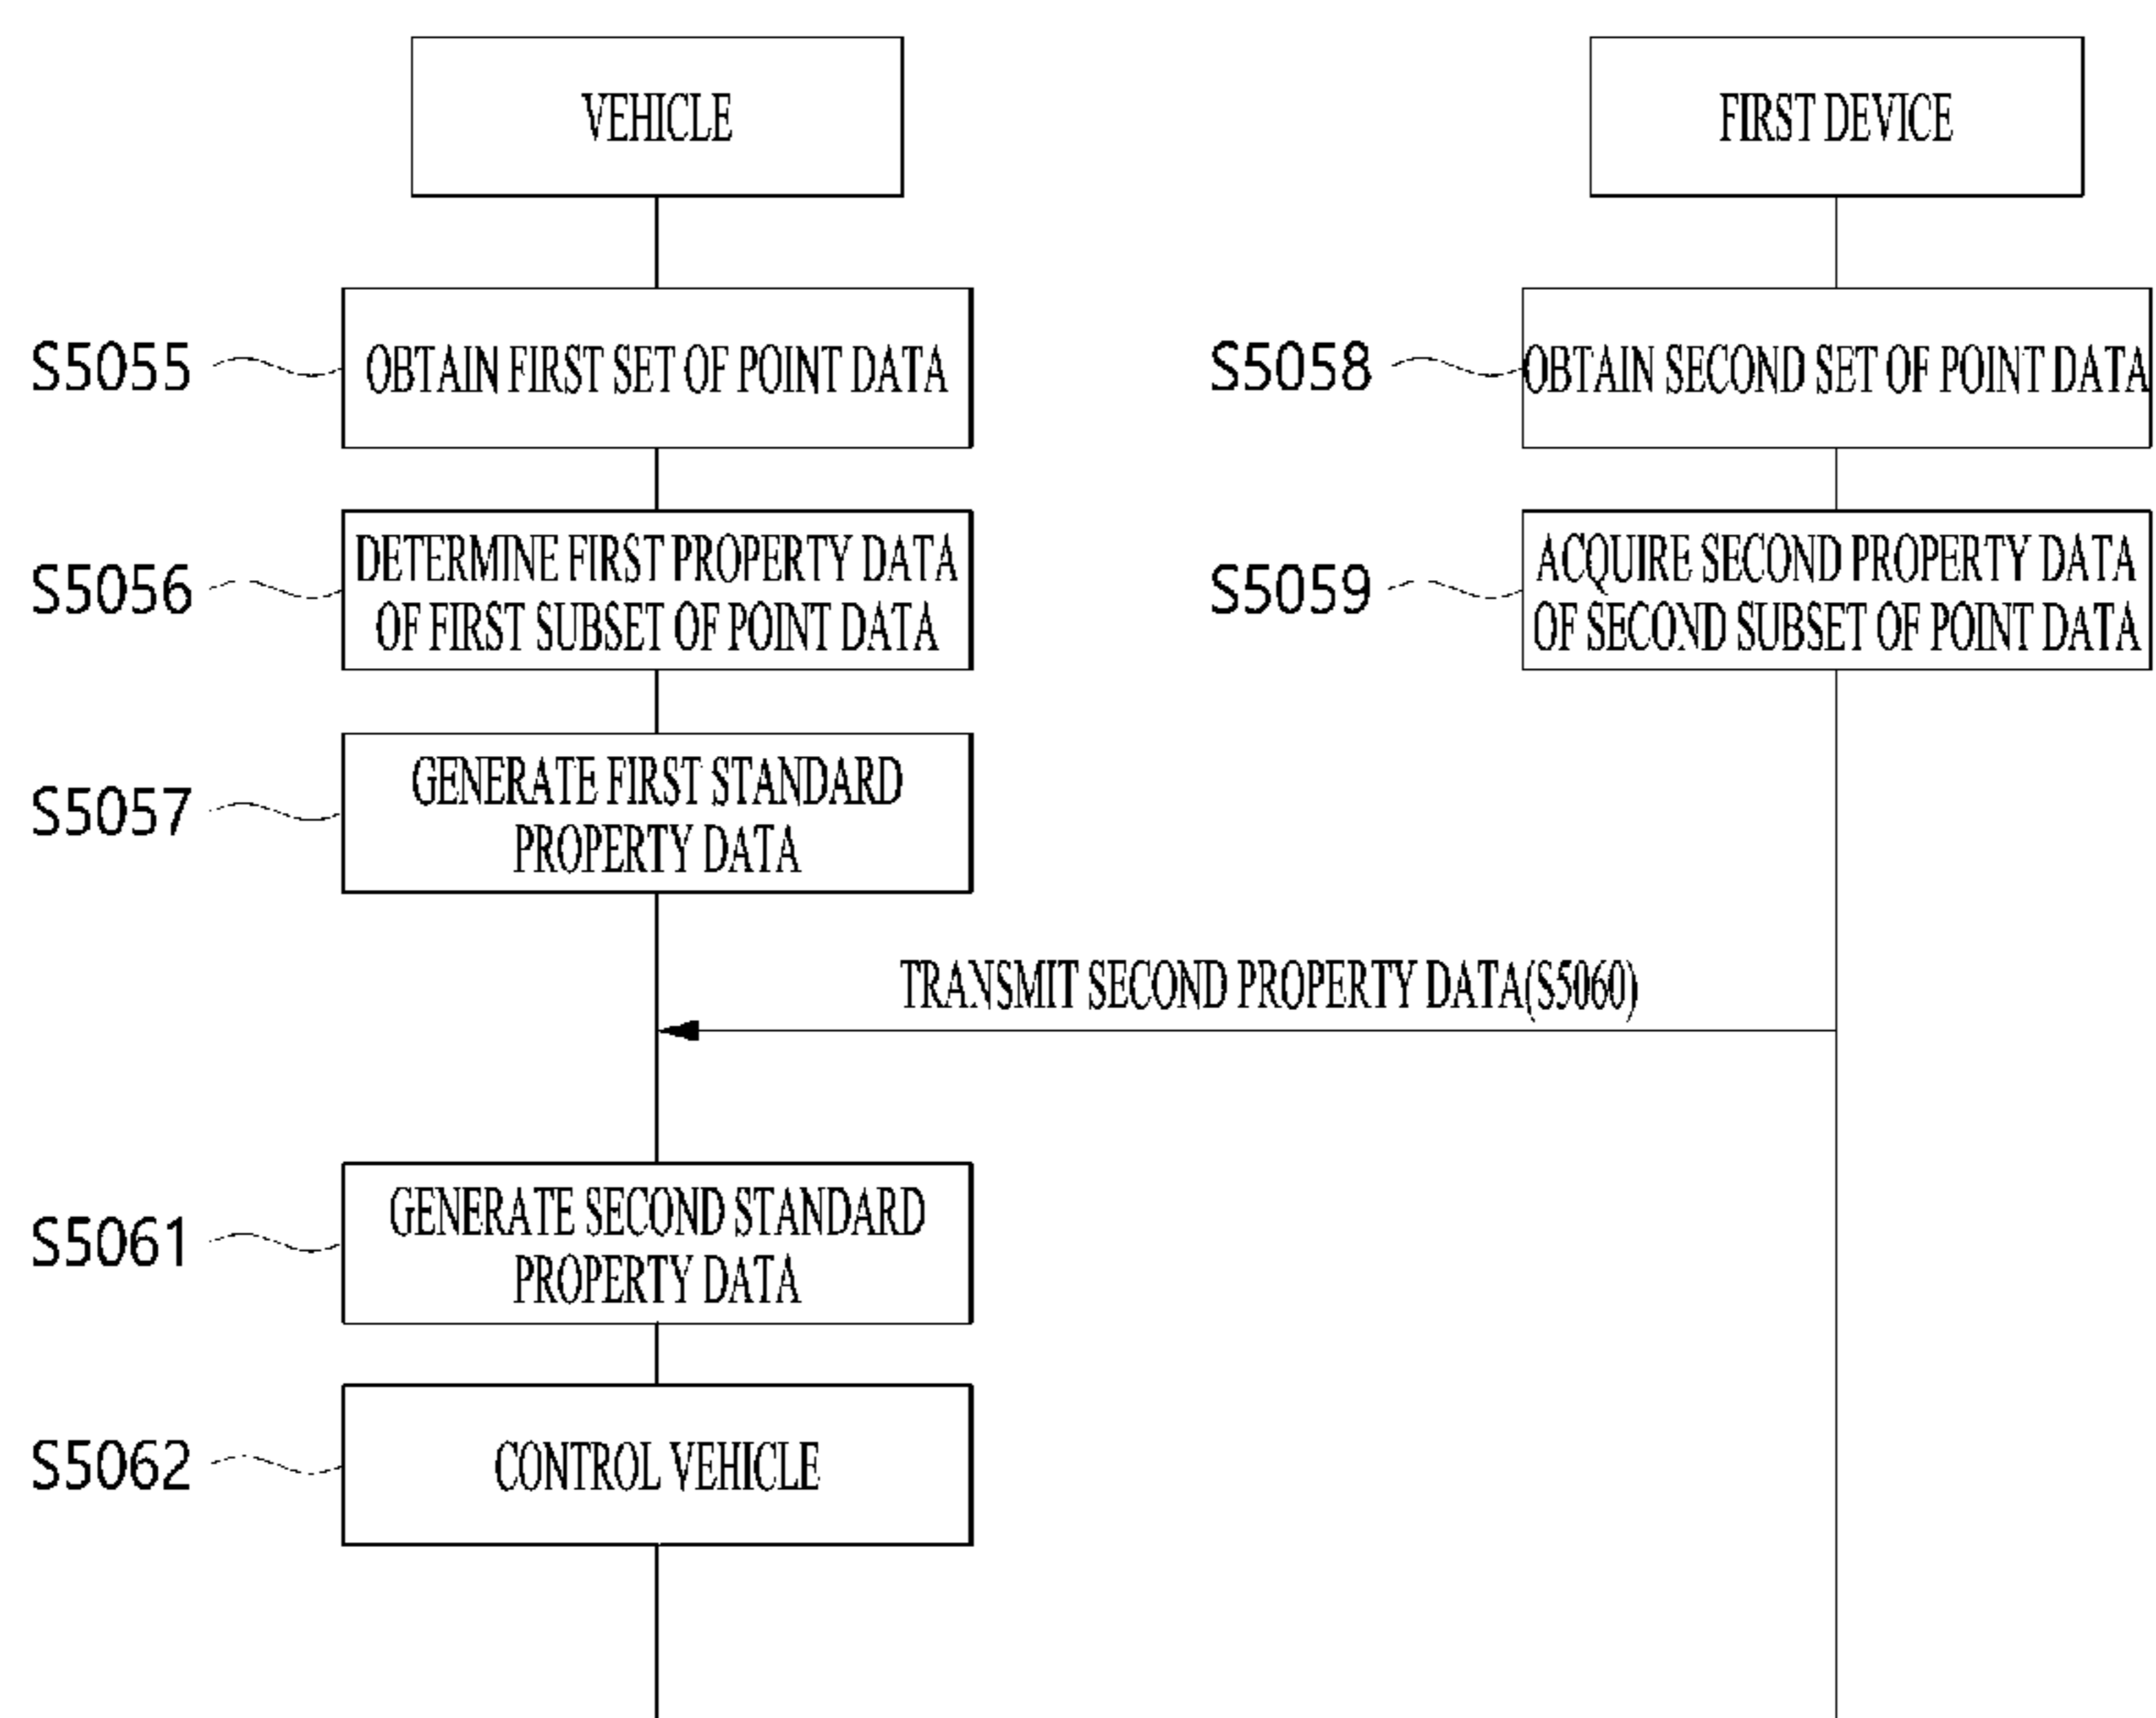 VEHICLE
FIRST DEVICE
S5055
OBTAIN FIRST SET OF POINT DATA
S5058
OBTAIN SECOND SET OF POINT DATA
S5056
DETERMINE FIRST PROPERTY DATA
OF FIRST SUBSET OF POINT DATA
S5059
ACQUIRE SECOND PROPERTY DATA
OF SECOND SUBSET OF POINT DATA
S5057
GENERATE FIRST STANDARD
PROPERTY DATA
TRANSMIT SECOND PROPERTY DATA(S5060)
S5061
GENERATE SECOND STANDARD
PROPERTY DATA
S5062
CONTROL VEHICLE